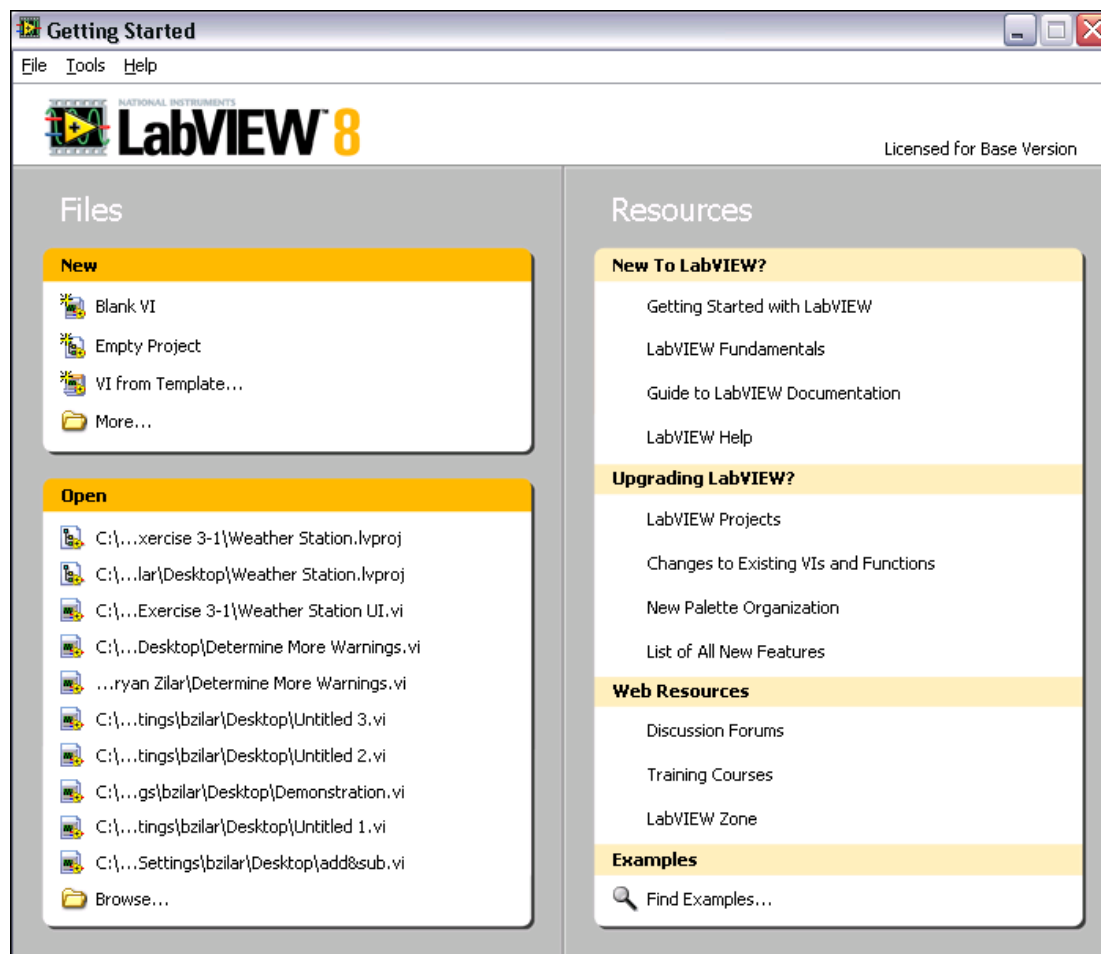 Getting Started
File Tools Help
NATIONAL INSTRUMENTS
LabVIEW™ 8
Licensed for Base Version
Files
New
Blank VI
Empty Project
VI from Template...
More...
Open
C:\...xercise 3-1\Weather Station.lvproj
C:\...lar\Desktop\Weather Station.lvproj
C:\...Exercise 3-1\Weather Station UI.vi
C:\...Desktop\Determine More Warnings.vi
...ryan Zilar\Determine More Warnings.vi
C:\...tings\bzilar\Desktop\Untitled 3.vi
C:\...tings\bzilar\Desktop\Untitled 2.vi
C:\...gs\bzilar\Desktop\Demonstration.vi
C:\...tings\bzilar\Desktop\Untitled 1.vi
C:\...Settings\bzilar\Desktop\add&sub.vi
Browse...
Resources
New To LabVIEW?
Getting Started with LabVIEW
LabVIEW Fundamentals
Guide to LabVIEW Documentation
LabVIEW Help
Upgrading LabVIEW?
LabVIEW Projects
Changes to Existing VIs and Functions
New Palette Organization
List of All New Features
Web Resources
Discussion Forums
Training Courses
LabVIEW Zone
Examples
Find Examples...